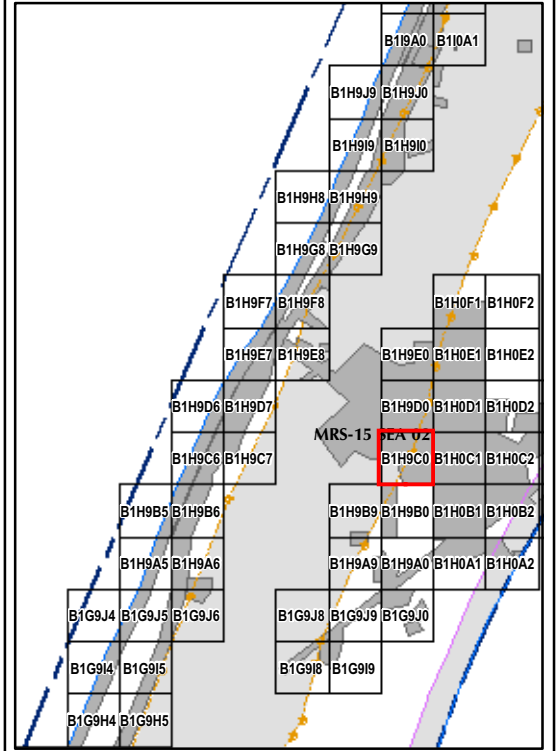 B1I9A0 B1I0A1
B1H9J9 B1H9J0
B1H9I9 B1H9I0
B1H9H8 B1H9H9
B1H9G8 B1H9G9
B1H9F7 B1H9F8 B1H0F1 B1H0F2
B1H9E7 B1H9E8 B1H9E0 B1H0E1 B1H0E2
B1H9D6 B1H9D7 B1H9D0 B1H0D1 B1H0D2
MRS-15 SEA 02
B1H9C6 B1H9C7 B1H9C0 B1H0C1 B1H0C2
B1H9B5 B1H9B6 B1H9B9 B1H9B0 B1H0B1 B1H0B2
B1H9A5 B1H9A6 B1H9A9 B1H9A0 B1H0A1 B1H0A2
B1G9J4 B1G9J5 B1G9J6 B1G9J8 B1G9J9 B1G9J0
B1G9I4 B1G9I5 B1G9I8 B1G9I9
B1G9H4 B1G9H5